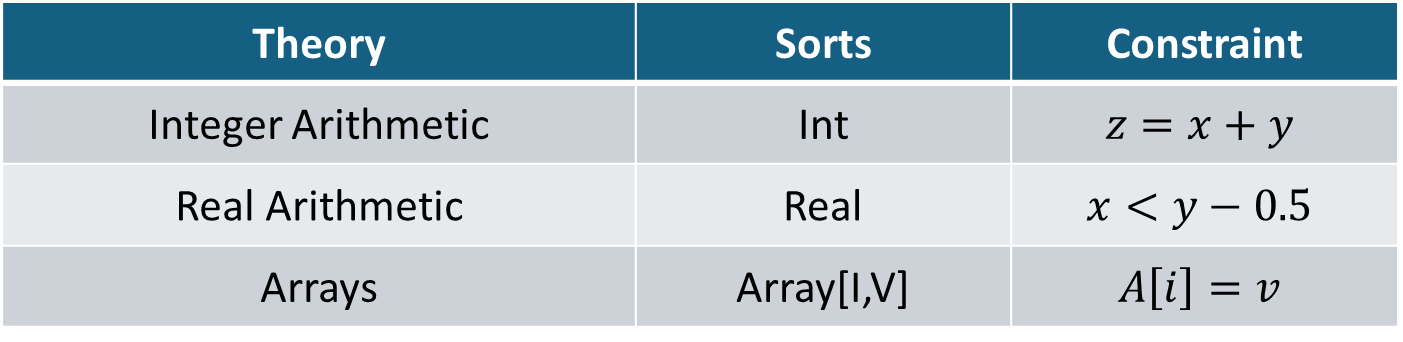 Theory Sorts Constraint
Integer Arithmetic Int z = x + y
Real Arithmetic Real x < y − 0.5
Arrays Array[I,V] A[i] = v